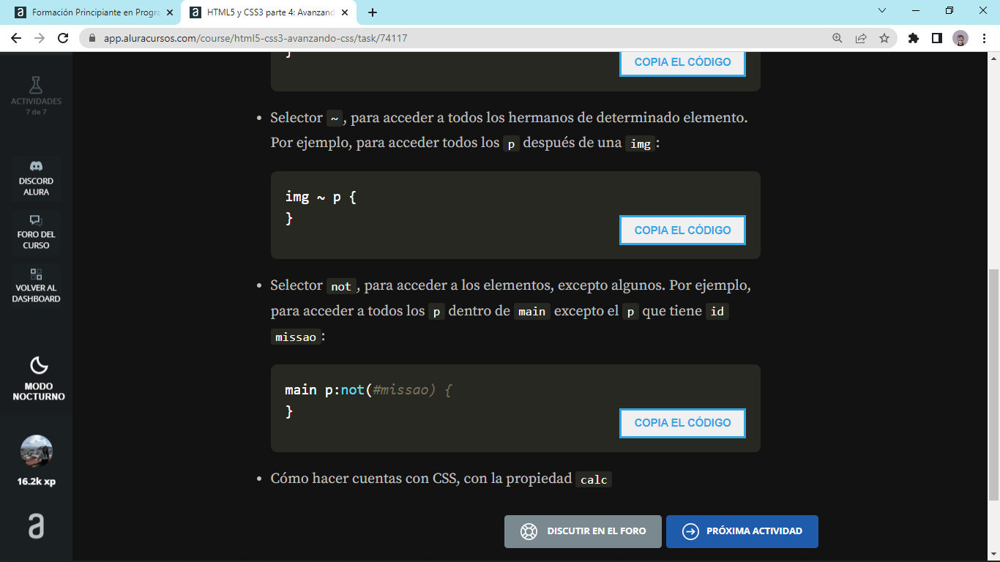 Formación Principiente en Progra
HTML5 y CSS3 parte 4: Avanzando
app.aluracursos.com/course/html5-css3-avanzando-css/task/74117
ACTIVIDADES
7 de 7
DISCORD
ALURA
FORO DEL
CURSO
VOLVER AL
DASHBOARD
MODO
NOCTURNO
16.2k xp
a
}
COPIA EL CÓDIGO
• Selector ~, para acceder a todos los hermanos de determinado elemento.
Por ejemplo, para acceder todos los p después de una img:
img ~ p {
}
COPIA EL CÓDIGO
• Selector not, para acceder a los elementos, excepto algunos. Por ejemplo,
para acceder a todos los p dentro de main excepto el p que tiene id
missao:
main p:not(#missao) {
}
COPIA EL CÓDIGO
• Cómo hacer cuentas con CSS, con la propiedad calc
DISCUTIR EN EL FORO
PRÓXIMA ACTIVIDAD